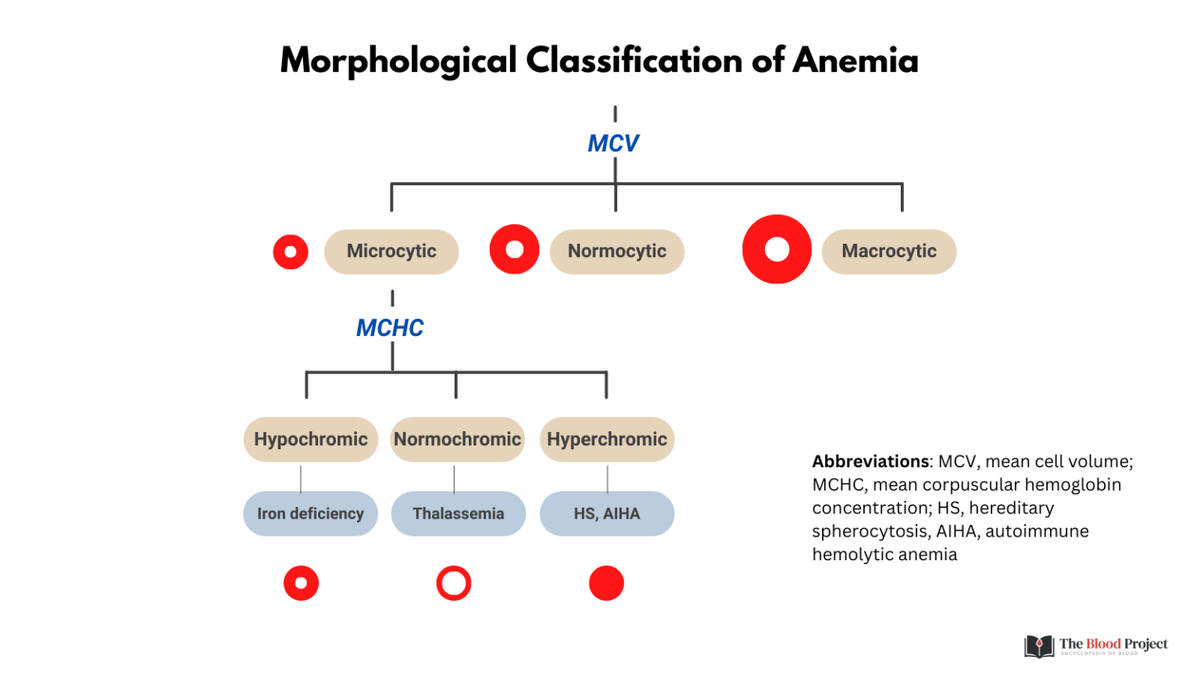 Morphological Classification of Anemia
MCV
Microcytic
Normocytic
Macrocytic
MCHC
Hypochromic
Normochromic
Hyperchromic
Iron deficiency
Thalassemia
HS, AIHA
Abbreviations: MCV, mean cell volume;
MCHC, mean corpuscular hemoglobin
concentration; HS, hereditary
spherocytosis, AIHA, autoimmune
hemolytic anemia
The Blood Project
ENCYCLOPEDIA OF BLOOD